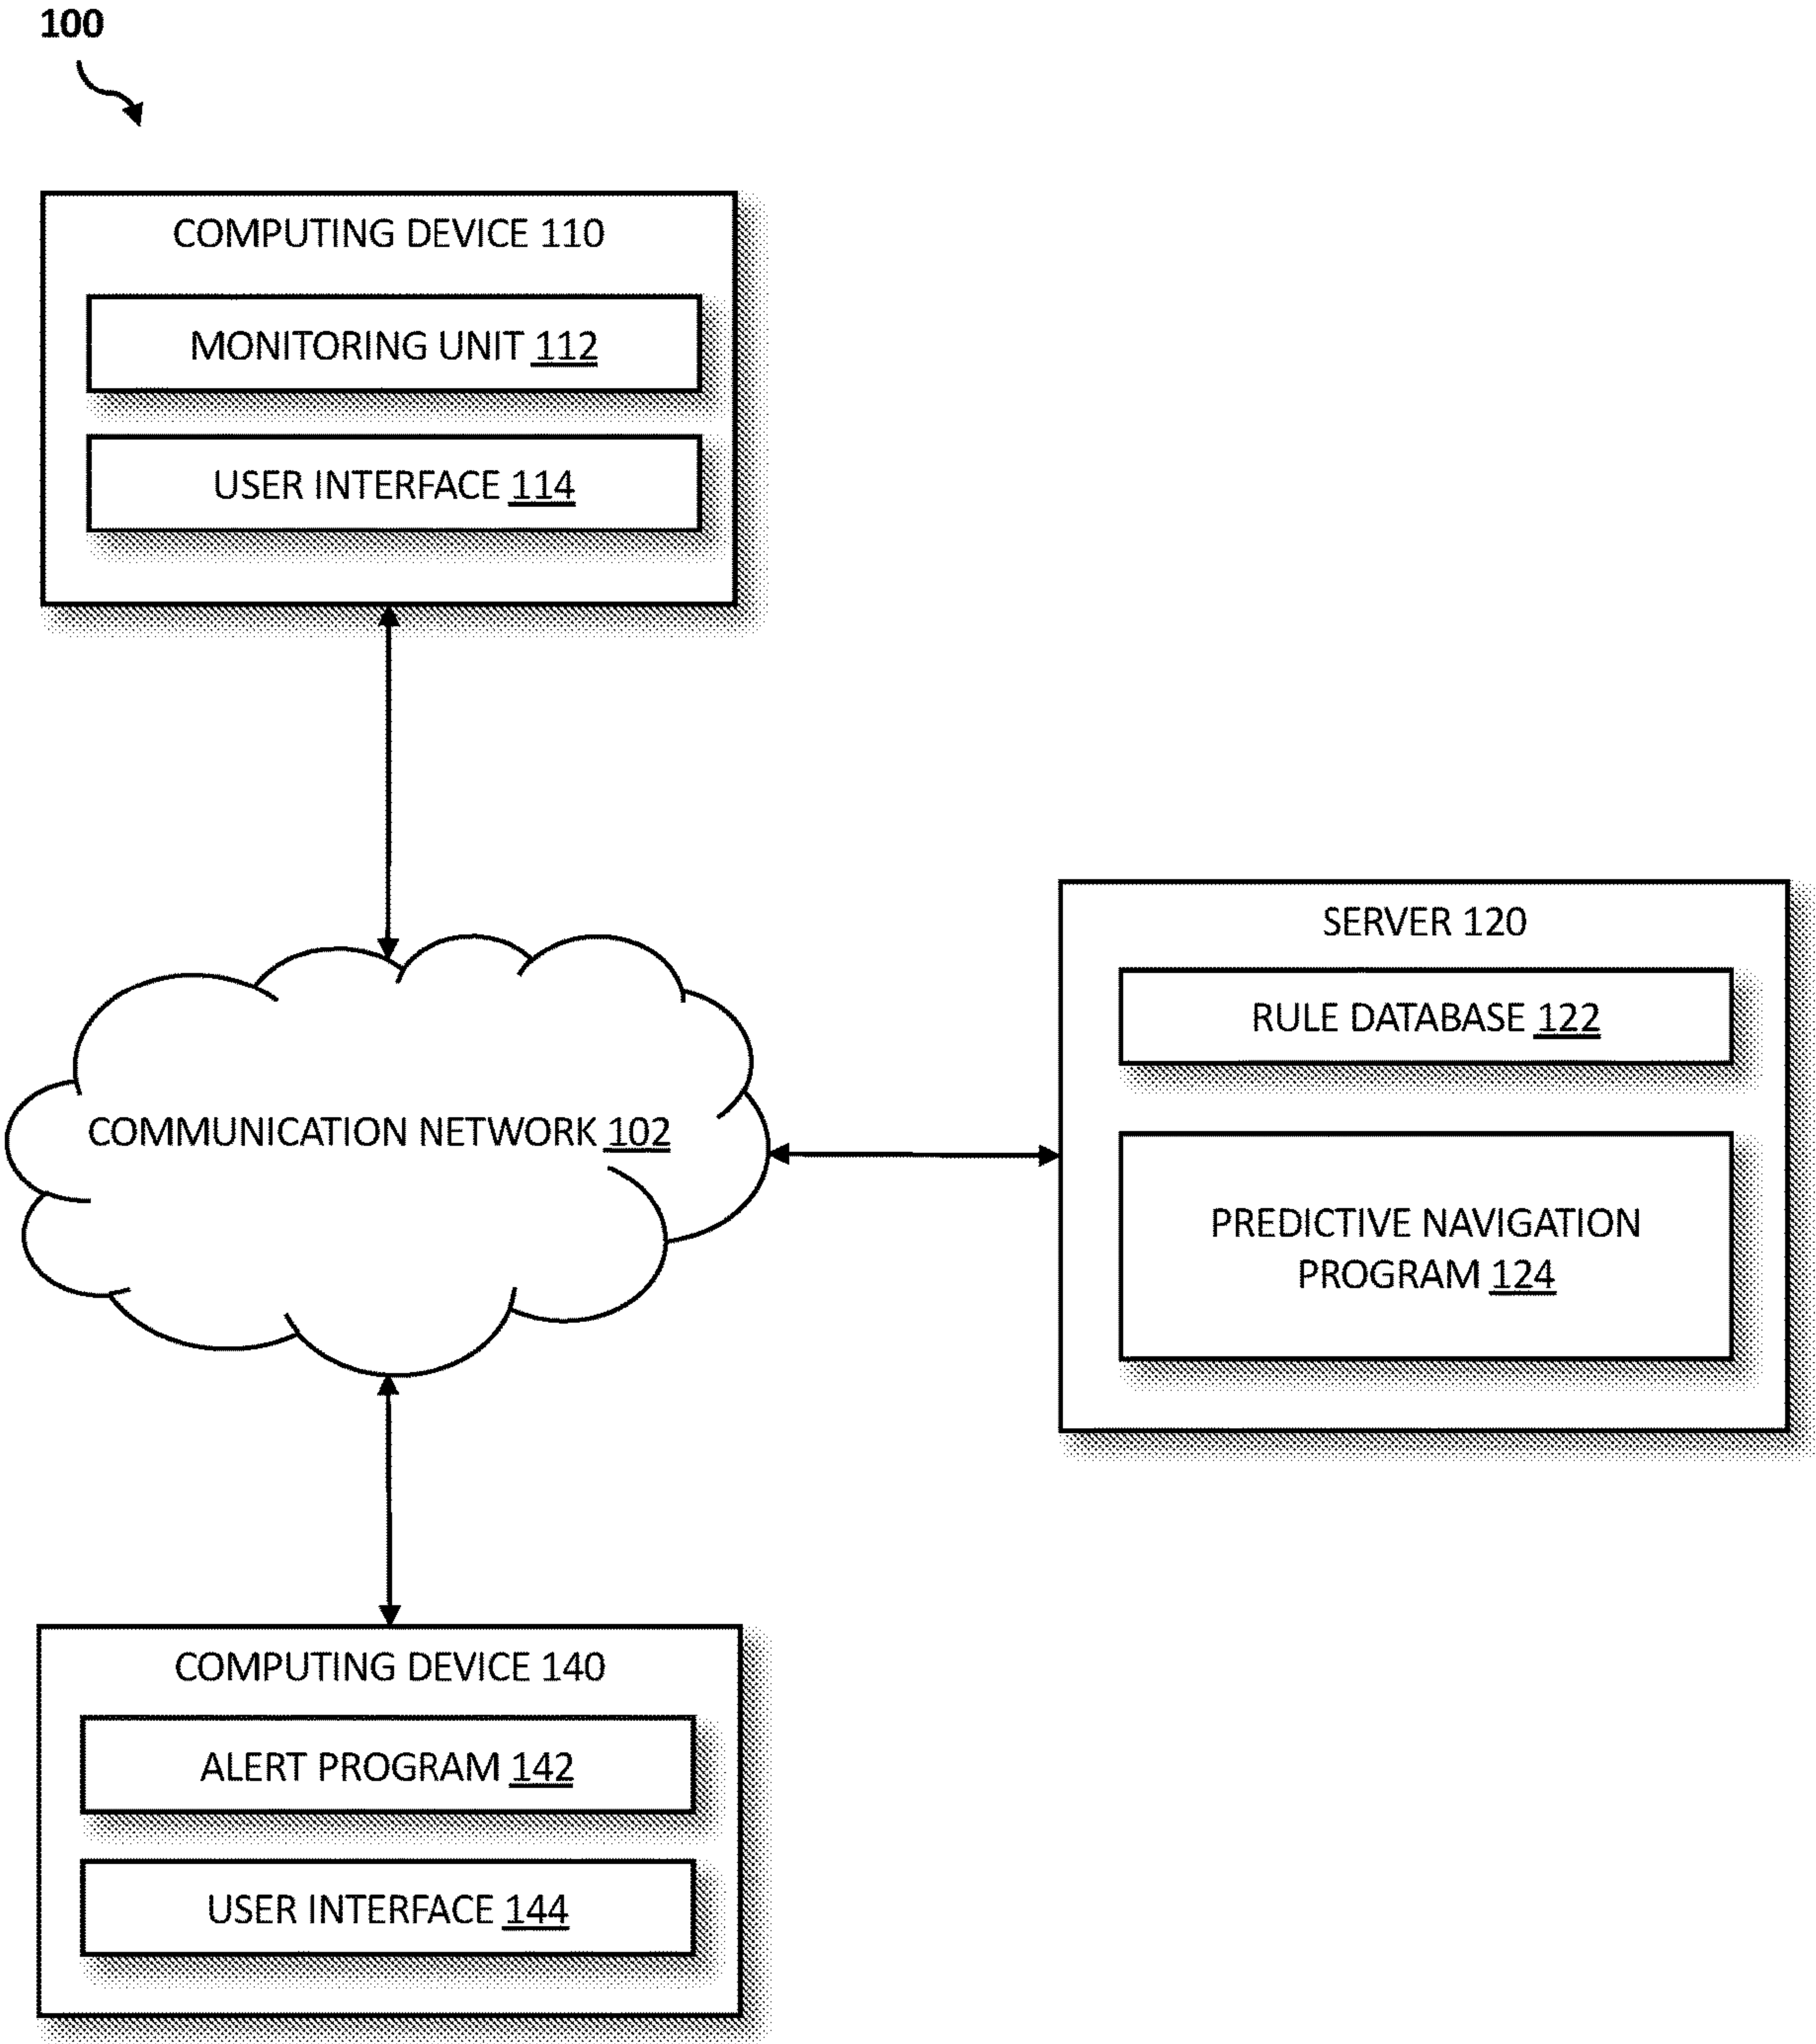 100
COMPUTING DEVICE 110
MONITORING UNIT 112
USER INTERFACE 114
SERVER 120
RULE DATABASE 122
COMMUNICATION NETWORK 102
PREDICTIVE NAVIGATION
PROGRAM 124
COMPUTING DEVICE 140
ALERT PROGRAM 142
USER INTERFACE 144